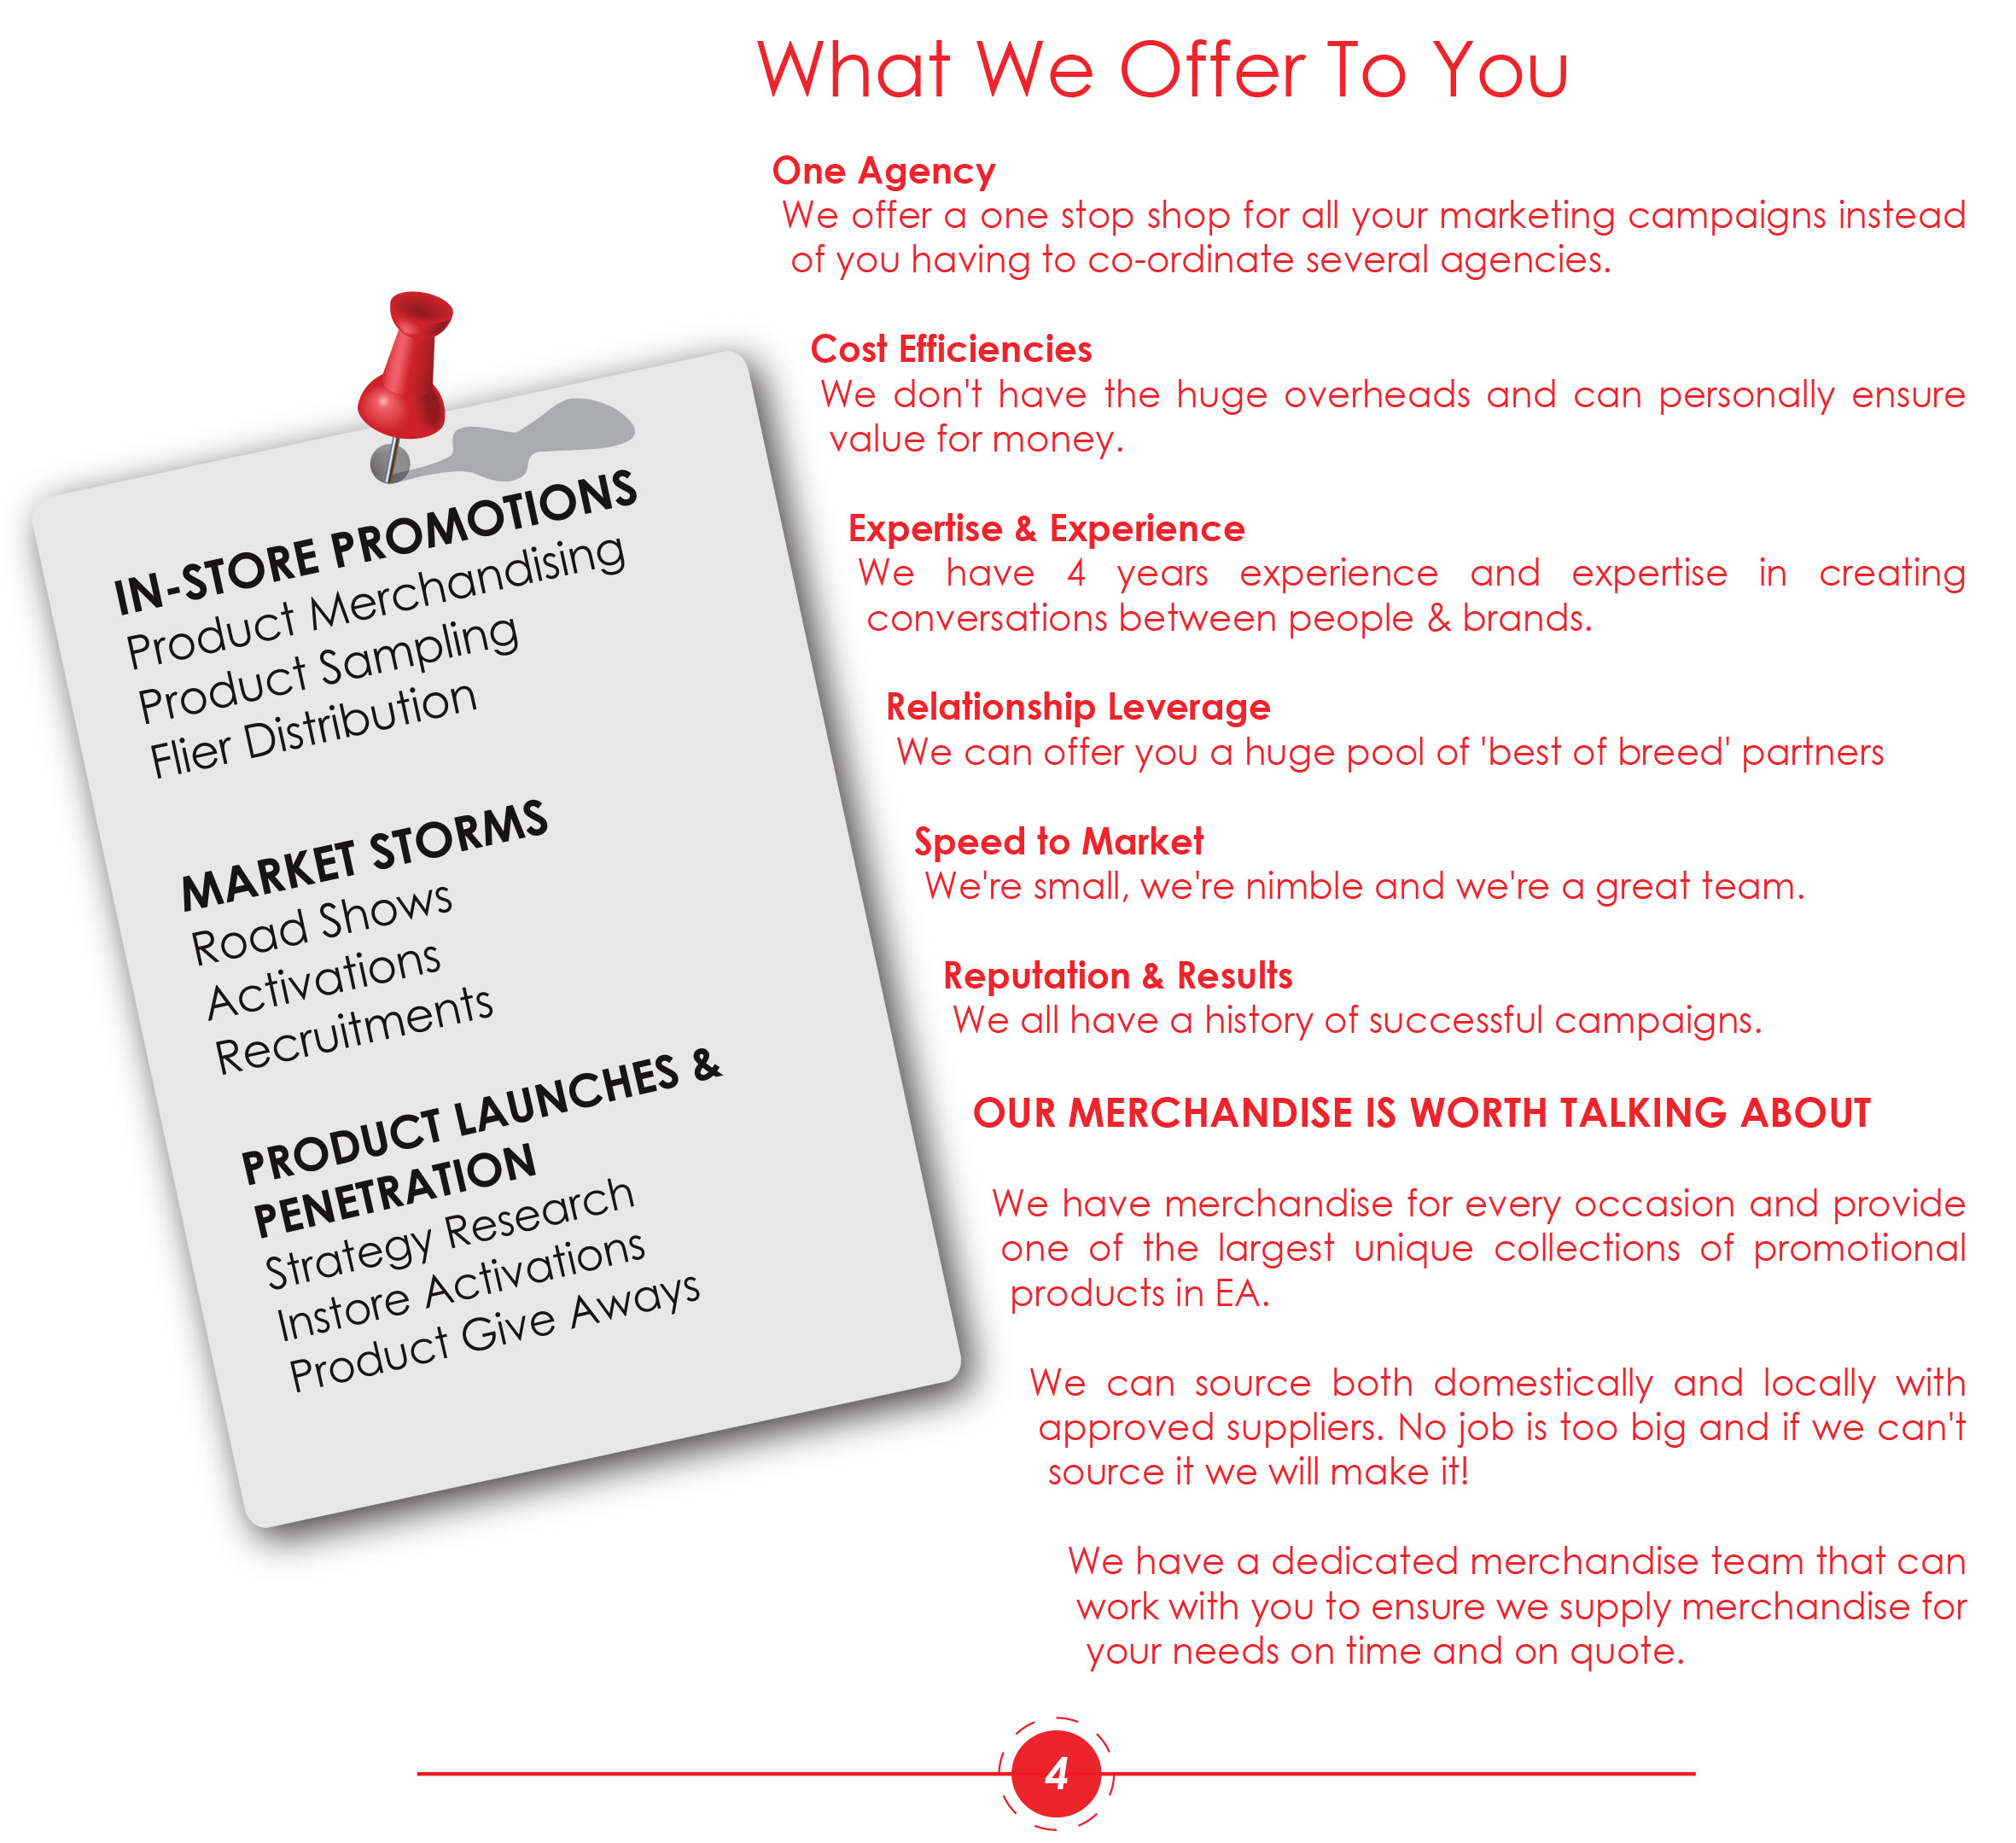 What We Offer To You
One Agency
We offer a one stop shop for all your marketing campaigns instead
of you having to co-ordinate several agencies.
Cost Efficiencies
We don't have the huge overheads and can personally ensure
value for money.
Expertise & Experience
We have 4 years experience and expertise in creating
conversations between people & brands.
Relationship Leverage
We can offer you a huge pool of 'best of breed' partners
Speed to Market
We're small, we're nimble and we're a great team.
Reputation & Results
We all have a history of successful campaigns.
OUR MERCHANDISE IS WORTH TALKING ABOUT
We have merchandise for every occasion and provide
one of the largest unique collections of promotional
products in EA.
We can source both domestically and locally with
approved suppliers. No job is too big and if we can't
source it we will make it!
We have a dedicated merchandise team that can
work with you to ensure we supply merchandise for
your needs on time and on quote.
IN-STORE PROMOTIONS
Product Merchandising
Product Sampling
Flier Distribution
MARKET STORMS
Road Shows
Activations
Recruitments
PRODUCT LAUNCHES &
PENETRATION
Strategy Research
Instore Activations
Product Give Aways
4